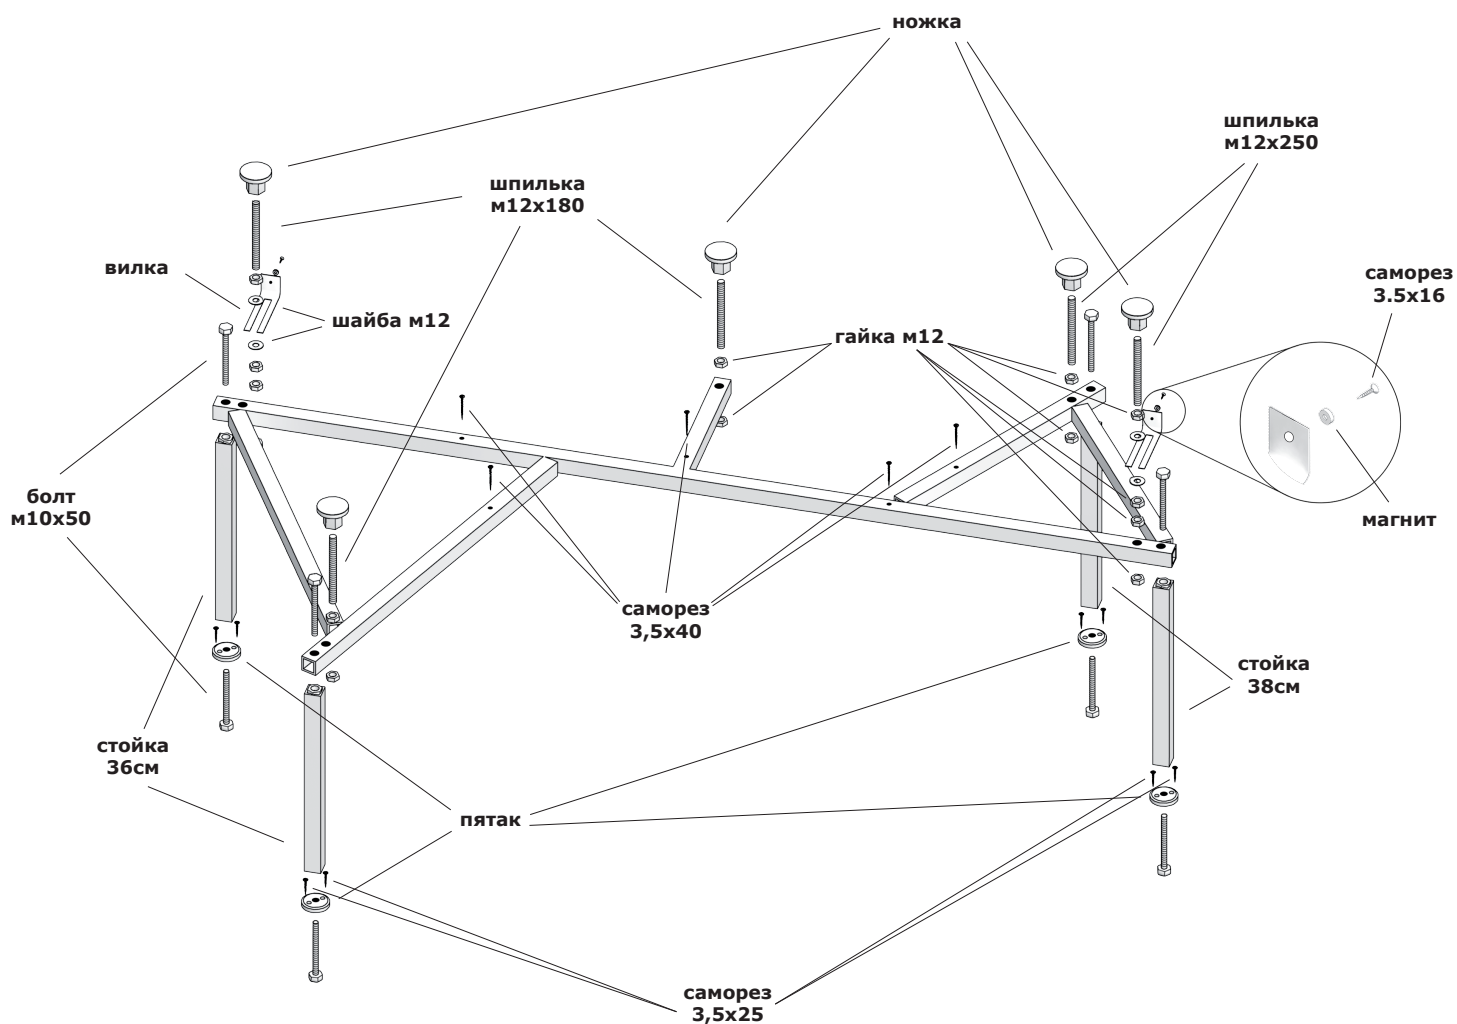 ножка
шпилька
м12х250
шпилька
м12х180
вилка
саморез
3.5х16
шайба м12
гайка м12
болт
м10х50
магнит
саморез
3,5х40
стойка
38см
стойка
36см
пятак
саморез
3,5х25